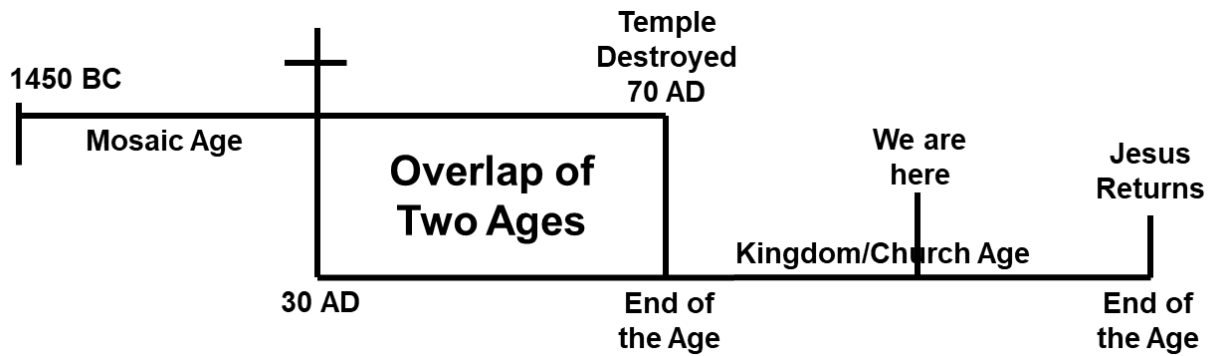 Temple
Destroyed
70 AD
1450 BC
Mosaic Age
Overlap of
Two Ages
We are
here
Jesus
Returns
Kingdom/Church Age
30 AD
End of
the Age
End of
the Age